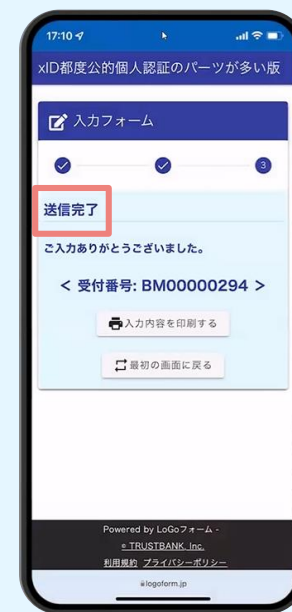 17:10
xID都度公的個人認証のパーツが多い版
入力フォーム
3
送信完了
ご入力ありがとうございました。
< 受付番号: BM00000294 >
入力内容を印刷する
最初の画面に戻る
Powered by LoGoフォーム -
© TRUSTBANK, Inc.
利用規約 プライバシーポリシー
logoform.jp